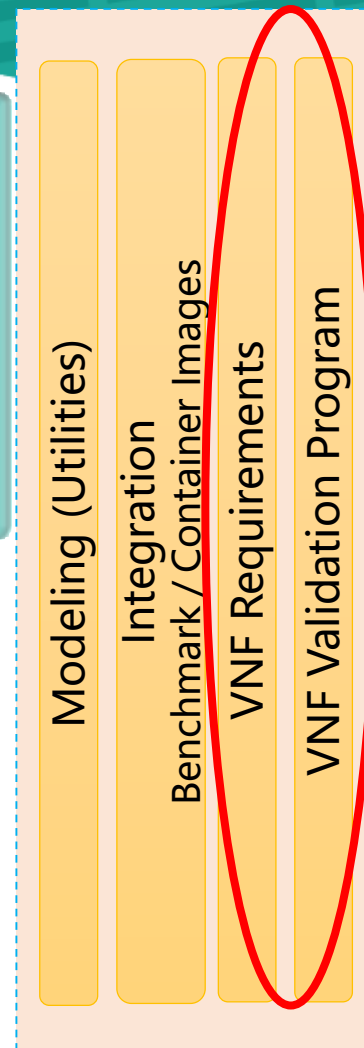 Modeling (Utilities)
Integration
Benchmark / Container Images
VNF Requirements
VNF Validation Program